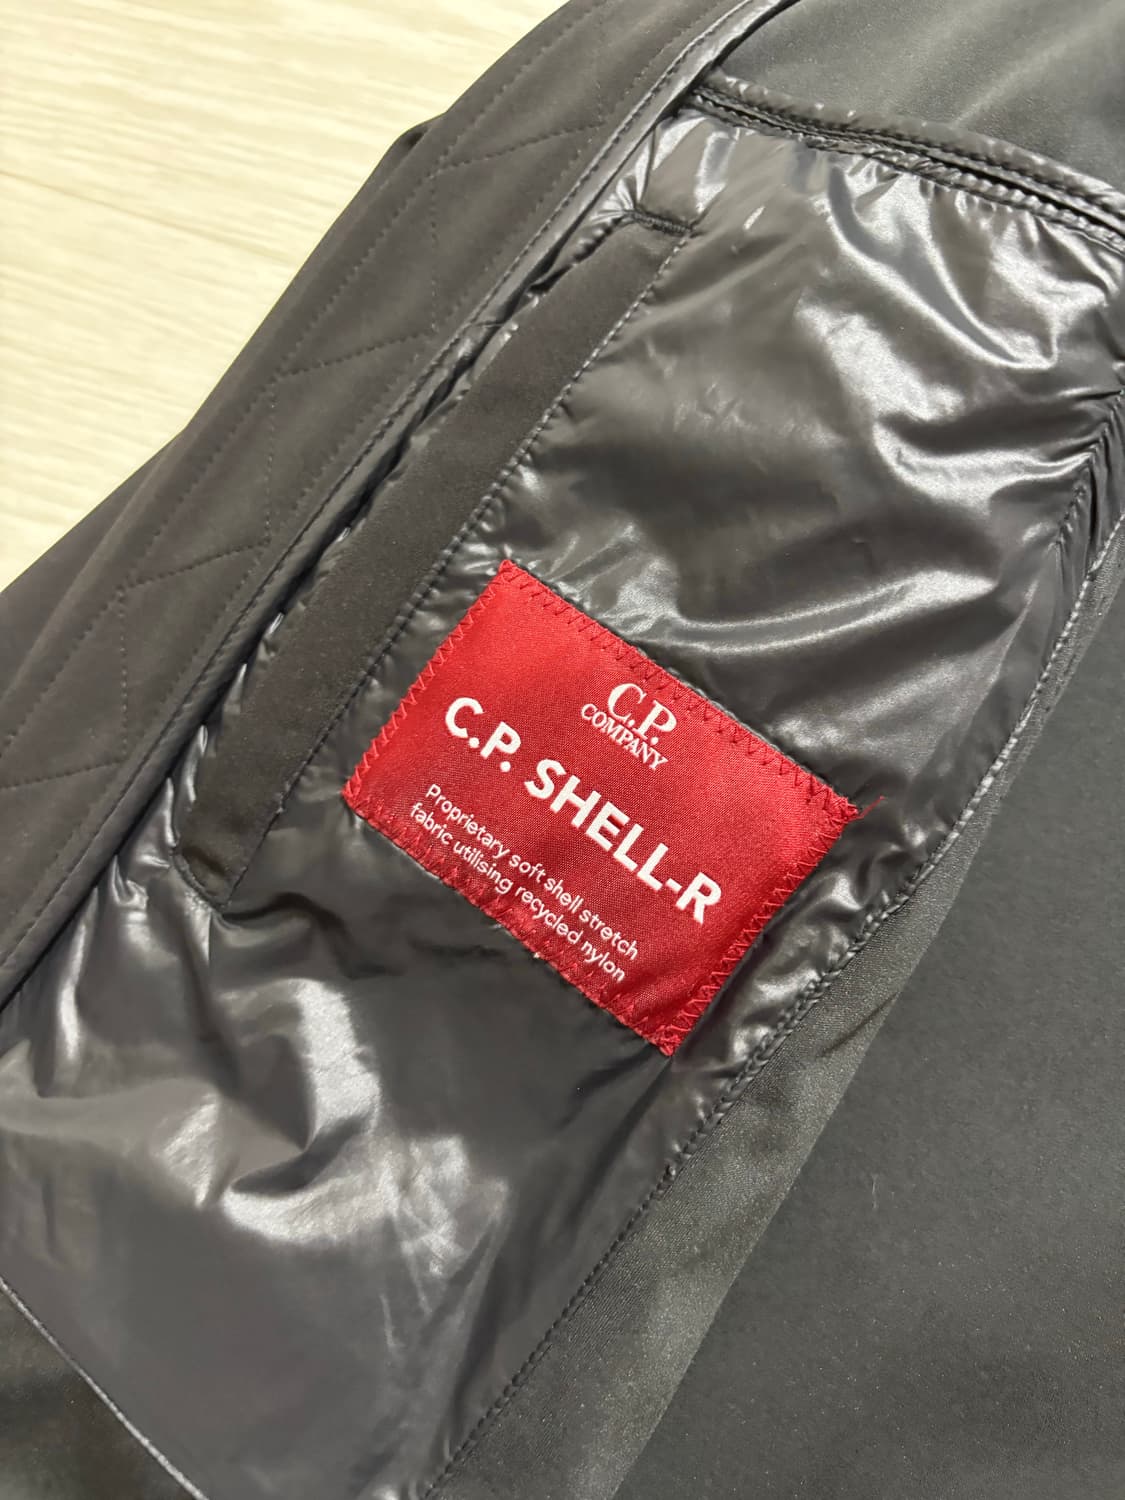 C.P.
COMPANY
C.P. SHELL-R
Proprietary soft shell stretch
fabric utilising recycled nylon